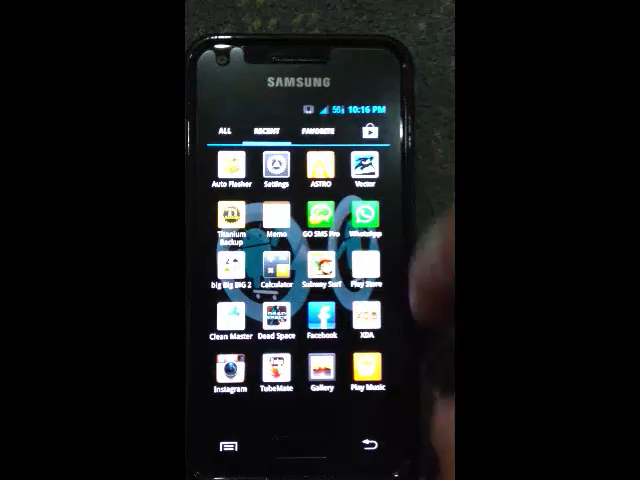 SAMSUNG
56 10:16 PM
ALL RECENT FAVORITE
Auto Flasher Settings ASTRO Vector
Titanium Backup Memo GO SMS Pro WhatsApp
big Big BIG 2 Calculator Subway Surf Play Store
Clean Master Dead Space Facebook XDA
Instagram TubeMate Gallery Play Music